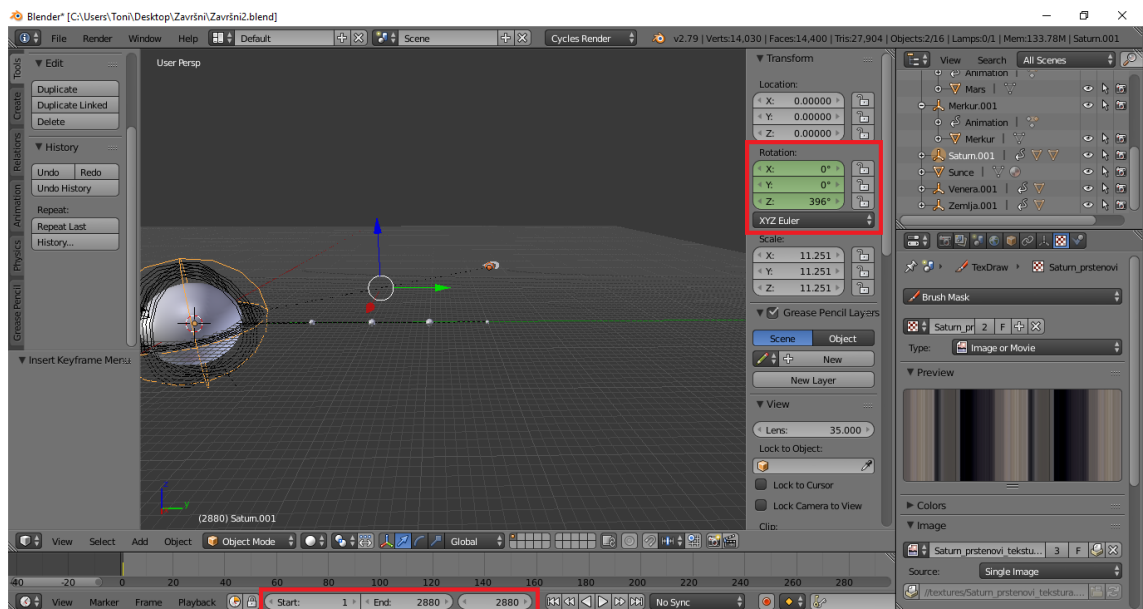 Blender* [C:\Users\Toni\Desktop\Završni\Završni2.blend]
File Render Window Help Default Scene Cycles Render v2.79 | Verts:14,030 | Faces:14,400 | Tris:27,904 | Objects:2/16 | Lamps:0/1 | Mem:133.78M | Saturn.001
Tools
Create
Relations
Animation
Physics
Grease Pencil
Edit
Duplicate
Duplicate Linked
Delete
History
Undo Redo
Undo History
Repeat:
Repeat Last
History...
Insert Keyframe Menu
User Persp
z
y
(2880) Saturn.001
Transform
Location:
X: 0.00000
Y: 0.00000
Z: 0.00000
Rotation:
X: 0°
Y: 0°
Z: 396°
XYZ Euler
Scale:
X: 11.251
Y: 11.251
Z: 11.251
Grease Pencil Layers
Scene Object
New
New Layer
View
Lens: 35.000
Lock to Object:
Lock to Cursor
Lock Camera to View
Clip:
View Search All Scenes
Animation
Mars
Merkur.001
Animation
Merkur
Saturn.001
Sunce
Venera.001
Zemlja.001
TexDraw Saturn_prstenovi
Brush Mask
Saturn_pr 2 F
Type: Image or Movie
Preview
Colors
Image
Saturn_prstenovi_tekstu... 3 F
Source: Single Image
//textures/Saturn_prstenovi_tekstura....
View Select Add Object Object Mode Global
-40 -20 0 20 40 60 80 100 120 140 160 180 200 220 240 260 280
View Marker Frame Playback Start: 1 End: 2880 2880 No Sync